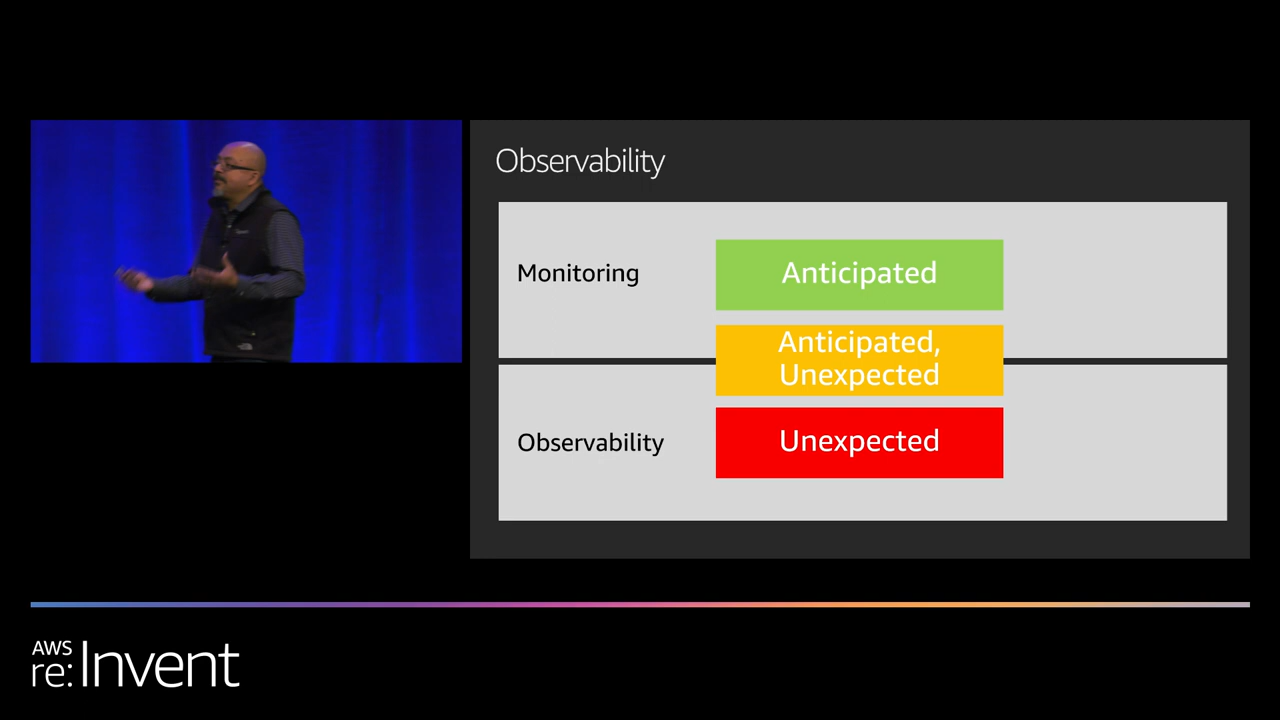 Observability
Monitoring
Anticipated
Anticipated,
Unexpected
Observability
Unexpected
AWS
re:Invent